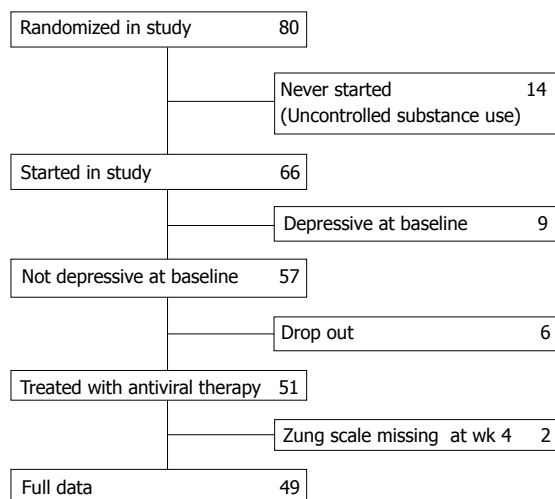 Randomized in study 80
Never started 14
(Uncontrolled substance use)
Started in study 66
Depressive at baseline 9
Not depressive at baseline 57
Drop out 6
Treated with antiviral therapy 51
Zung scale missing at wk 4 2
Full data 49